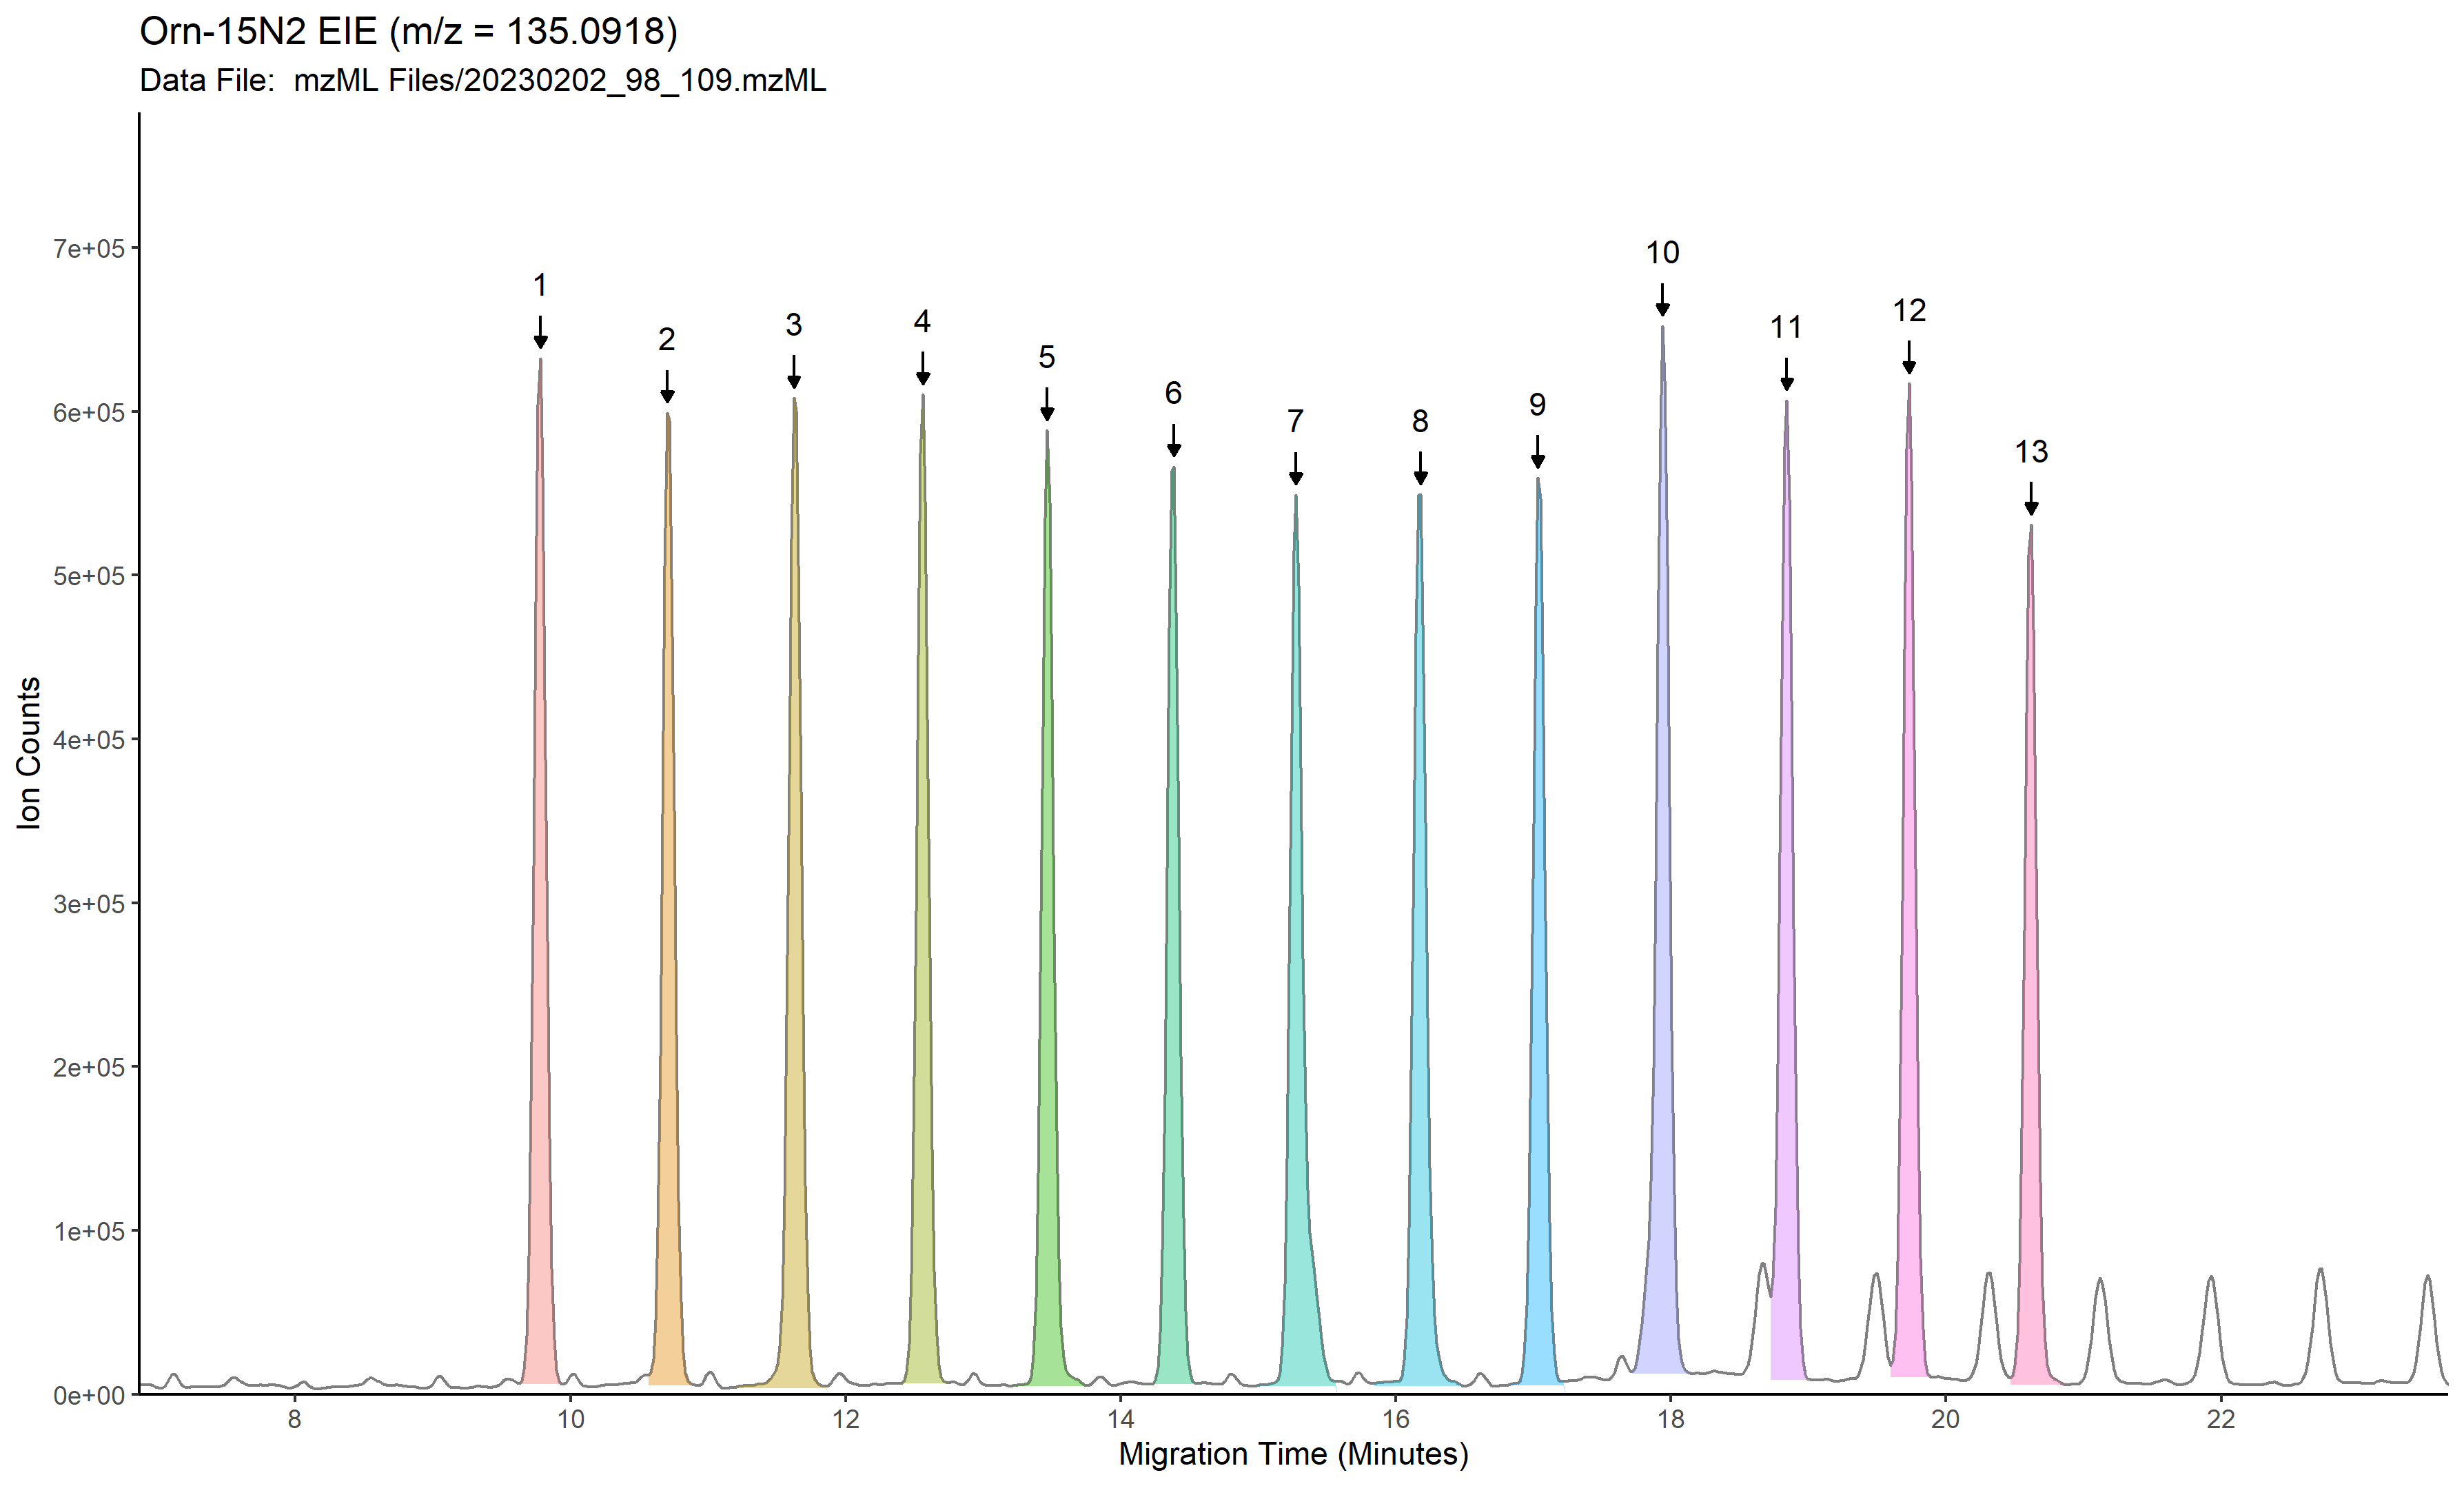 Orn-15N2 EIE (m/z = 135.0918)
Data File:  mzML Files/20230202_98_109.mzML
7e+05
6e+05
5e+05
4e+05
3e+05
2e+05
1e+05
0e+00
Ion Counts
1
2
3
4
5
6
7
8
9
10
11
12
13
8
10
12
14
16
18
20
22
Migration Time (Minutes)